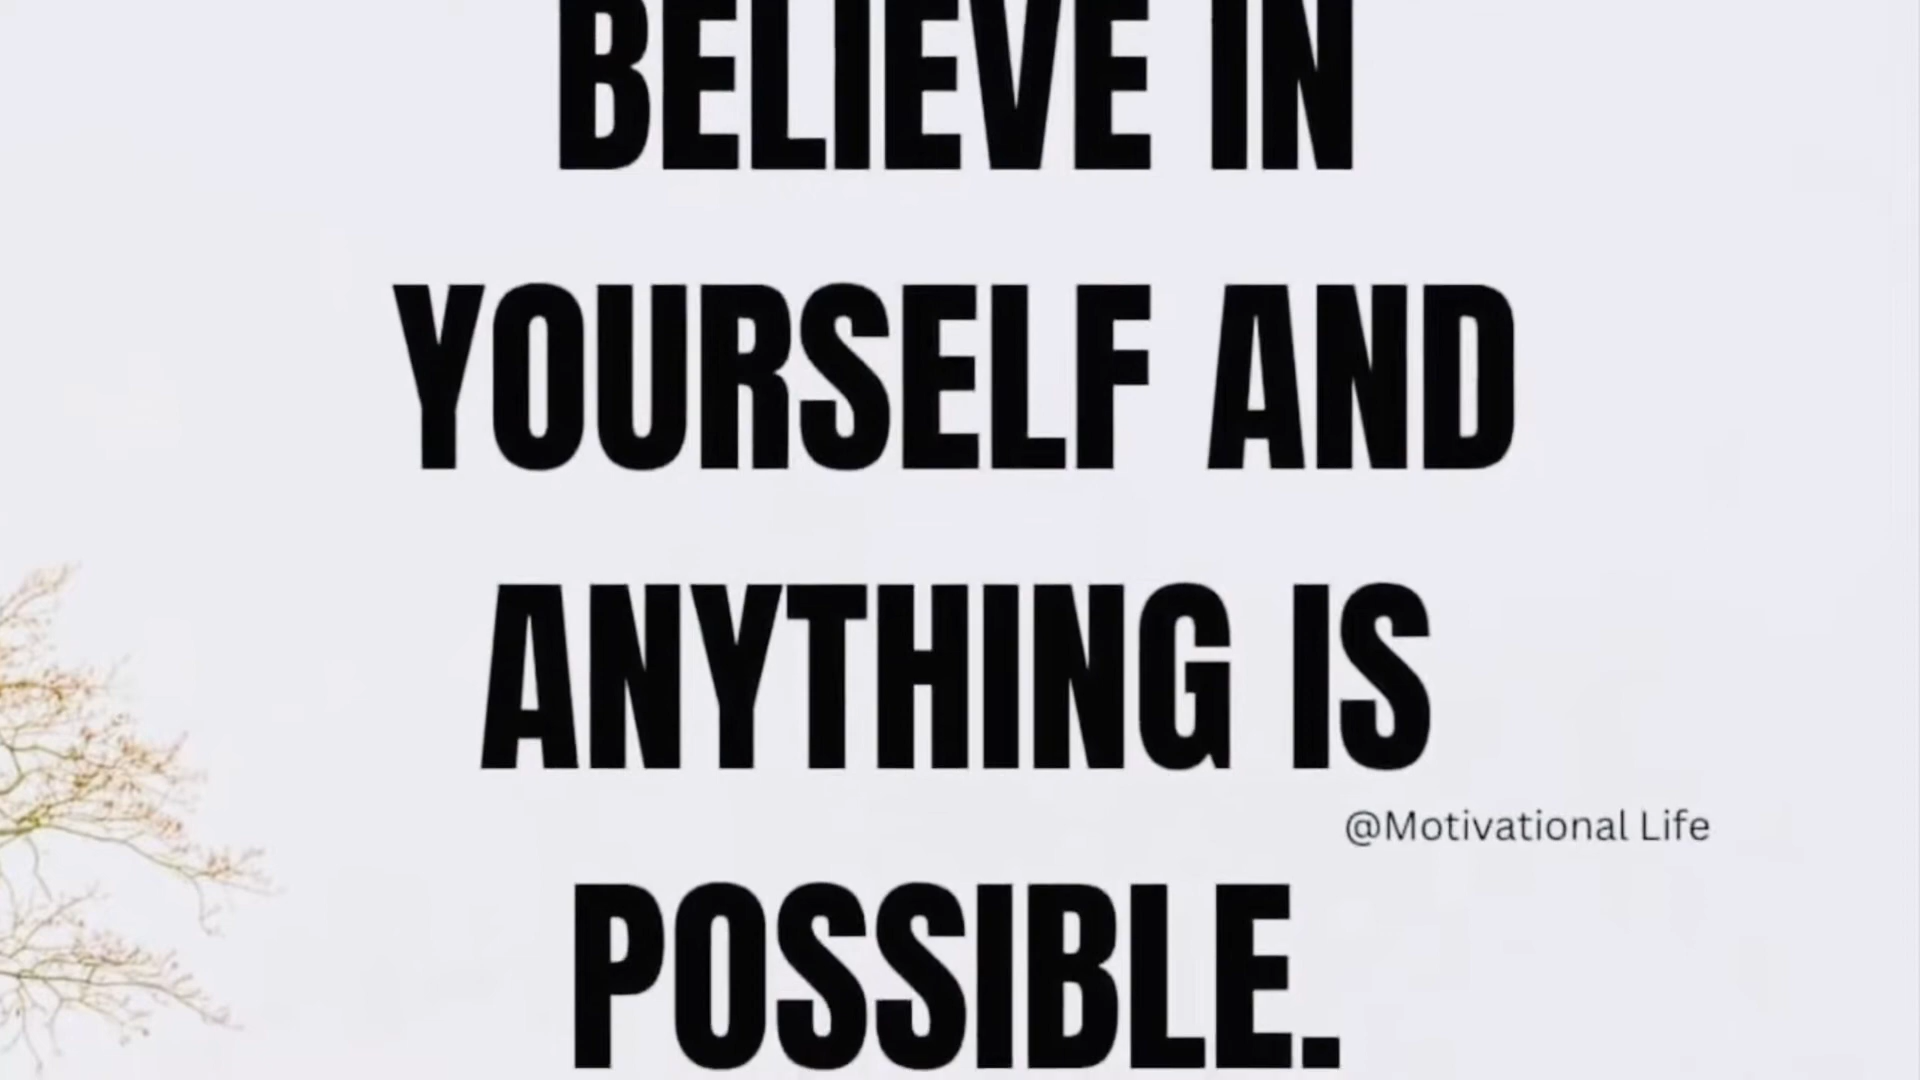 BELIEVE IN
YOURSELF AND
ANYTHING IS
@Motivational Life
POSSIBLE.